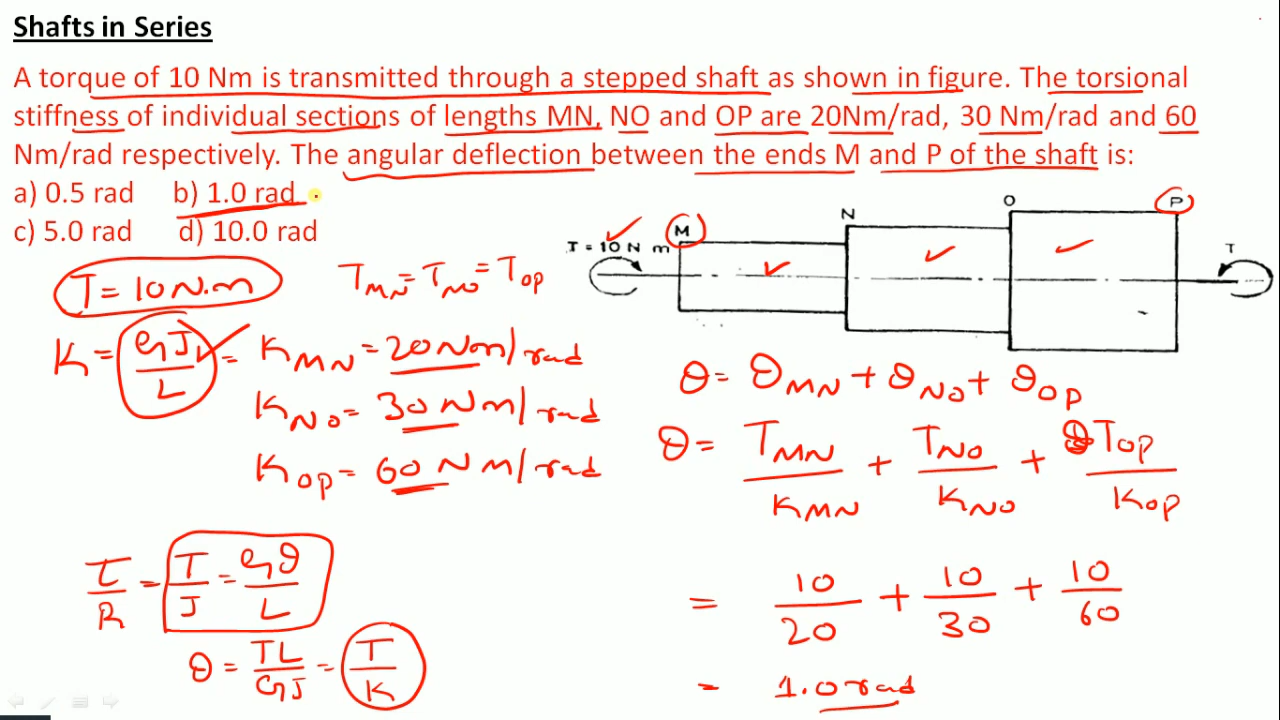 Shafts in Series
A torque of 10 Nm is transmitted through a stepped shaft as shown in figure. The torsional
stiffness of individual sections of lengths MN, NO and OP are 20Nm/rad, 30 Nm/rad and 60
Nm/rad respectively. The angular deflection between the ends M and P of the shaft is:
a) 0.5 rad b) 1.0 rad
c) 5.0 rad d) 10.0 rad
M N O P
T = 10 N m T
T = 10 N.m T_MN = T_NO = T_OP
K = GJ/L = K_MN = 20 Nm/rad
K_NO = 30 Nm/rad
K_OP = 60 Nm/rad
θ = θ_MN + θ_NO + θ_OP
θ = T_MN/K_MN + T_NO/K_NO + T_OP/K_OP
τ/R = T/J = Gθ/L
θ = TL/GJ = T/K
= 10/20 + 10/30 + 10/60
= 1.0 rad